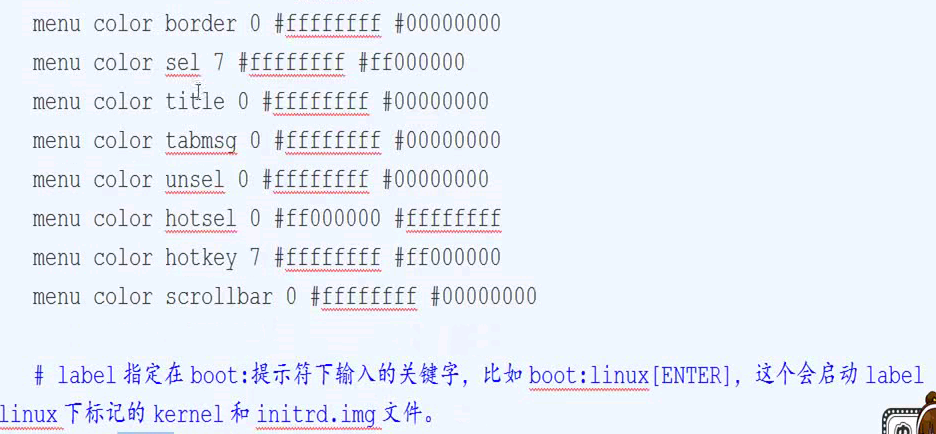 menu color border 0 #ffffffff #00000000
menu color sel 7 #ffffffff #ff000000
menu color title 0 #ffffffff #00000000
menu color tabmsg 0 #ffffffff #00000000
menu color unsel 0 #ffffffff #00000000
menu color hotsel 0 #ff000000 #ffffffff
menu color hotkey 7 #ffffffff #ff000000
menu color scrollbar 0 #ffffffff #00000000
# label 指定在 boot:提示符下输入的关键字，比如 boot:linux[ENTER]，这个会启动 label
linux 下标记的 kernel 和 initrd.img 文件。